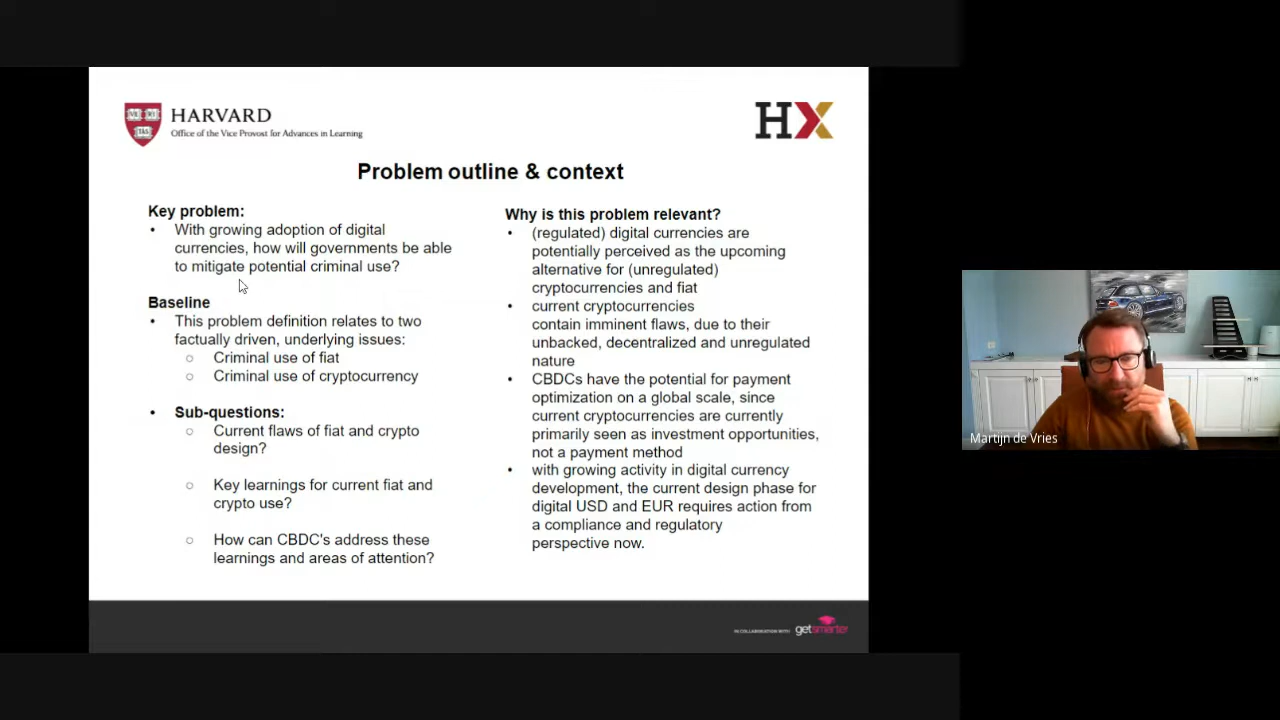 HARVARD
Office of the Vice Provost for Advances in Learning
HX
Problem outline & context
Key problem:
• With growing adoption of digital
currencies, how will governments be able
to mitigate potential criminal use?
Baseline
• This problem definition relates to two
factually driven, underlying issues:
○ Criminal use of fiat
○ Criminal use of cryptocurrency
• Sub-questions:
○ Current flaws of fiat and crypto
design?
○ Key learnings for current fiat and
crypto use?
○ How can CBDC's address these
learnings and areas of attention?
Why is this problem relevant?
• (regulated) digital currencies are
potentially perceived as the upcoming
alternative for (unregulated)
cryptocurrencies and fiat
• current cryptocurrencies
contain imminent flaws, due to their
unbacked, decentralized and unregulated
nature
• CBDCs have the potential for payment
optimization on a global scale, since
current cryptocurrencies are currently
primarily seen as investment opportunities,
not a payment method
• with growing activity in digital currency
development, the current design phase for
digital USD and EUR requires action from
a compliance and regulatory
perspective now.
IN COLLABORATION WITH getsmarter
Martijn de Vries